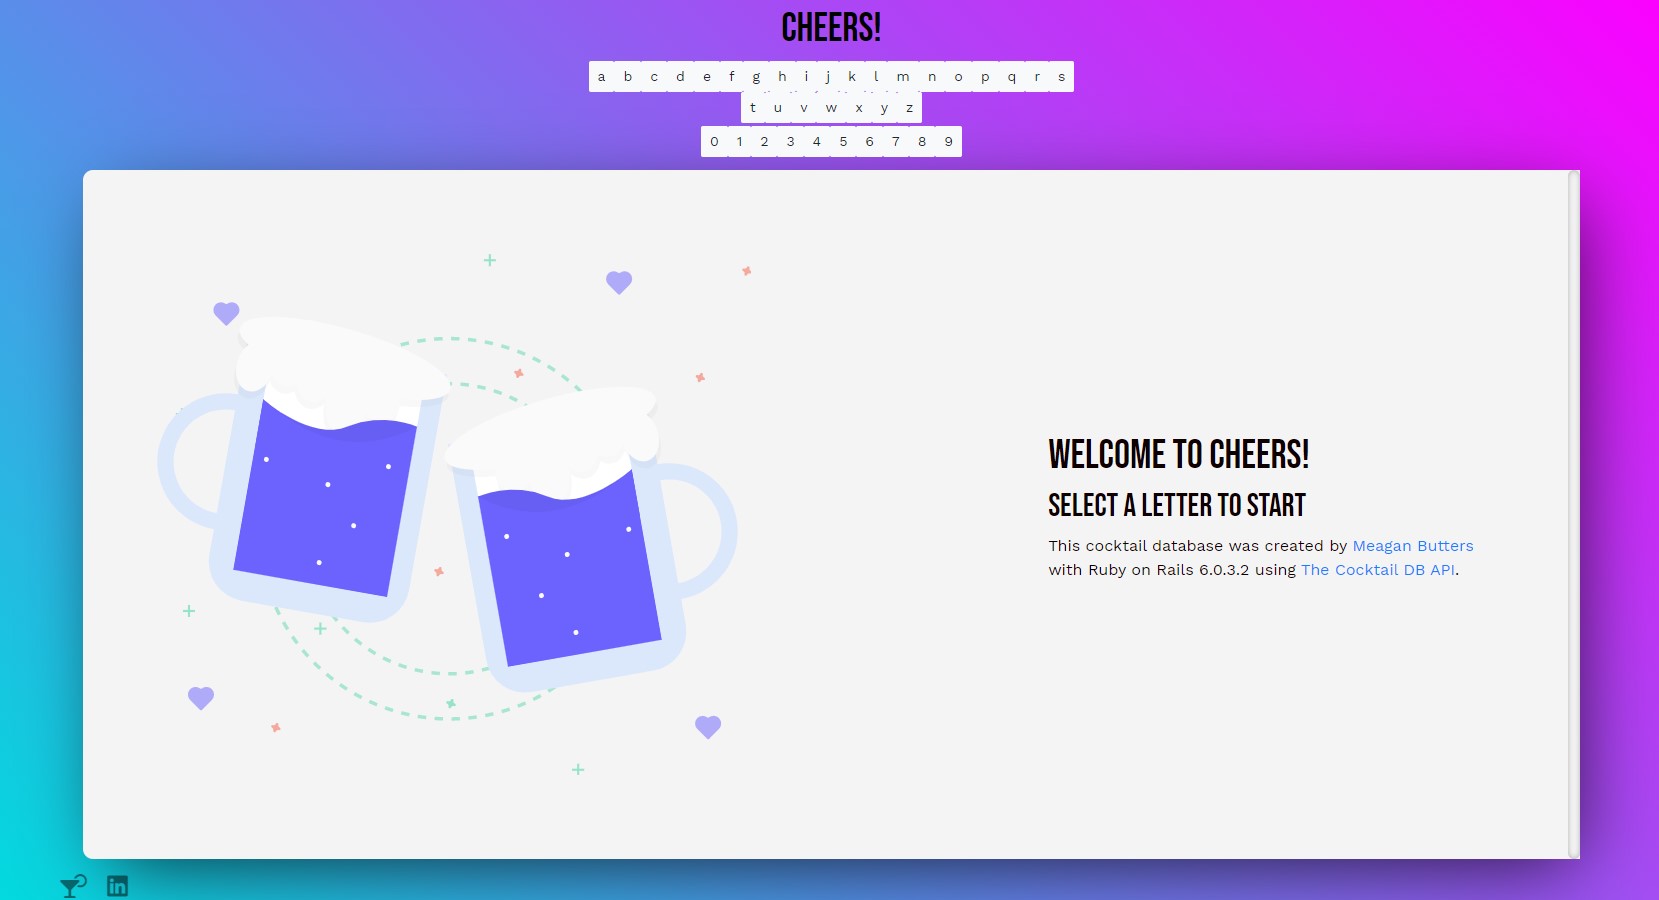 CHEERS!
a b c d e f g h i j k l m n o p q r s
t u v w x y z
0 1 2 3 4 5 6 7 8 9
WELCOME TO CHEERS!
SELECT A LETTER TO START
This cocktail database was created by Meagan Butters
with Ruby on Rails 6.0.3.2 using The Cocktail DB API.
in